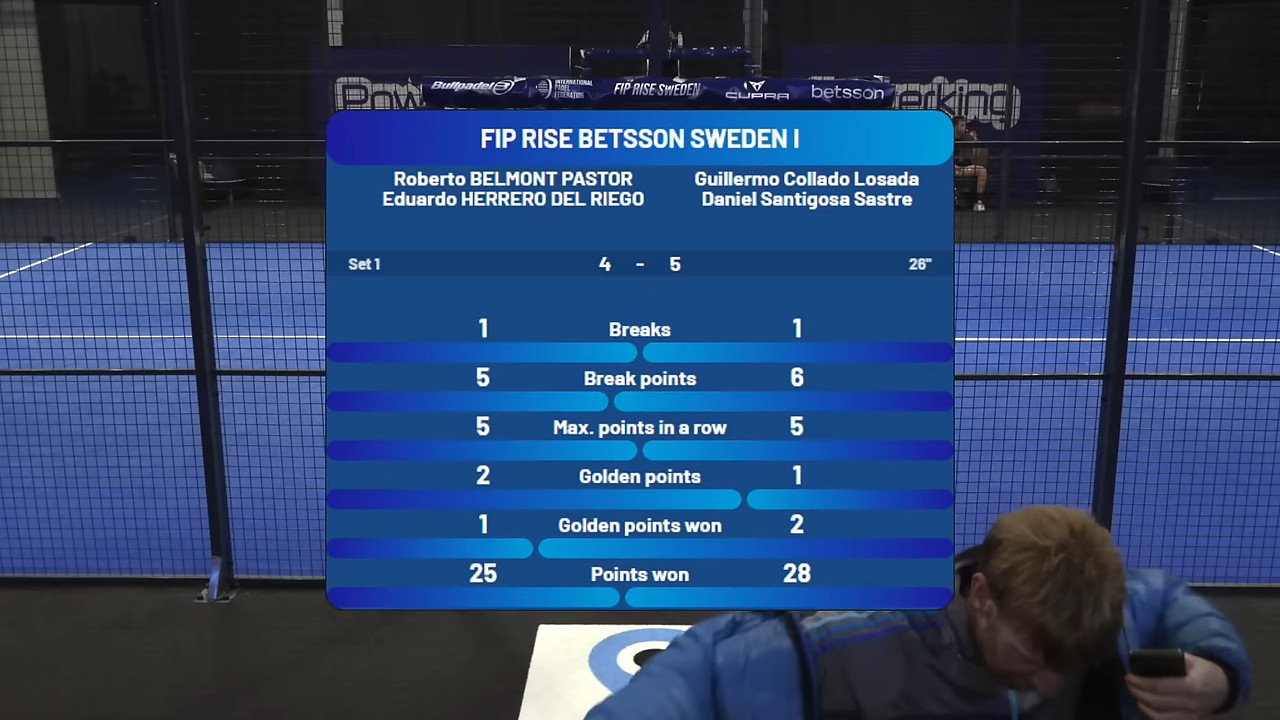 Bullpadel
INTERNATIONAL
PADEL
FEDERATION
FIP RISE SWEDEN
CUPRA
betsson
Pow
erking
FIP RISE BETSSON SWEDEN I
Roberto BELMONT PASTOR
Eduardo HERRERO DEL RIEGO
Guillermo Collado Losada
Daniel Santigosa Sastre
Set 1 4 - 5 26"
1 Breaks 1
5 Break points 6
5 Max. points in a row 5
2 Golden points 1
1 Golden points won 2
25 Points won 28